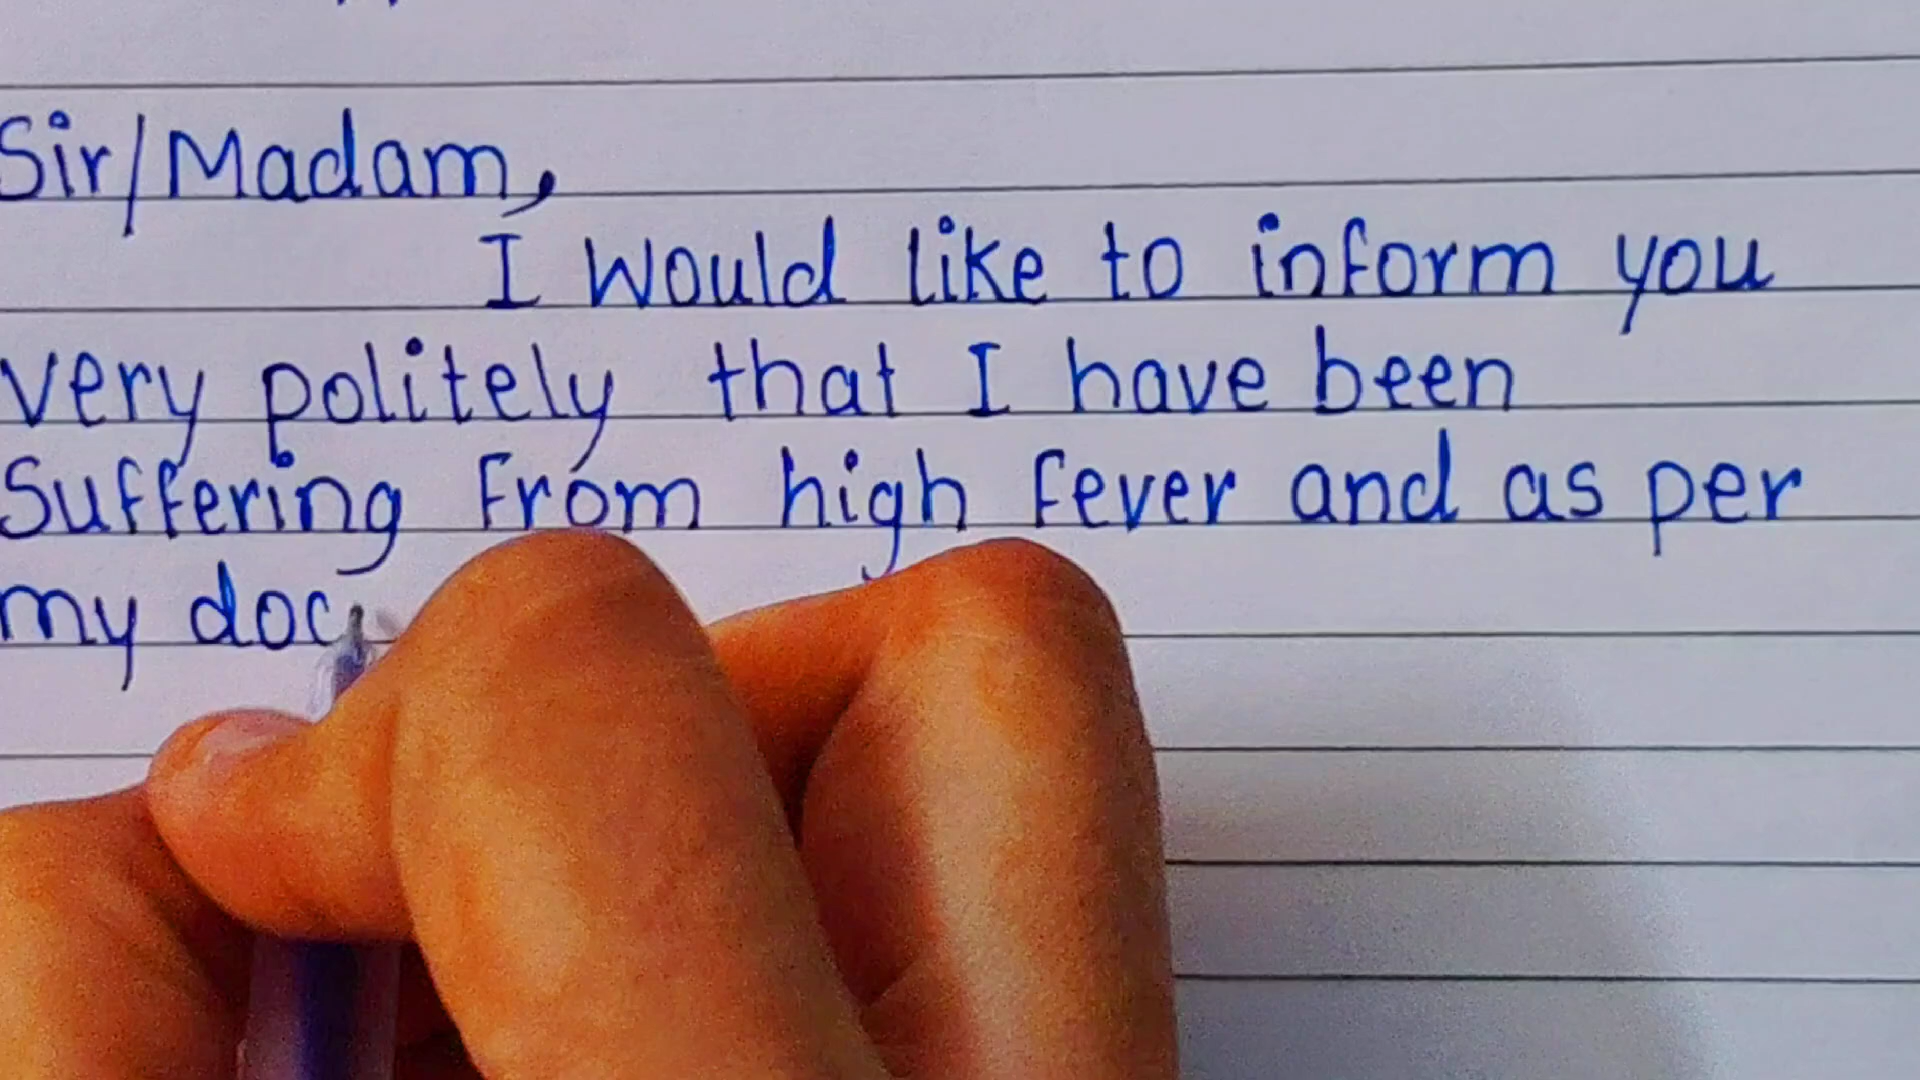 Sir/Madam,
I would like to inform you
very politely that I have been
Suffering From high fever and as per
my doc